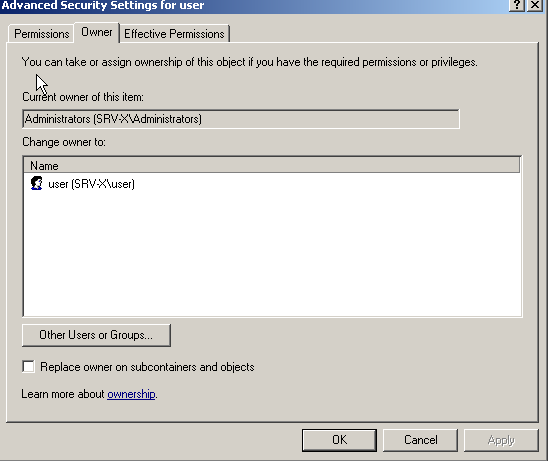 Advanced Security Settings for user
Permissions Owner Effective Permissions
You can take or assign ownership of this object if you have the required permissions or privileges.
Current owner of this item:
Administrators (SRV-X\Administrators)
Change owner to:
Name
user (SRV-X\user)
Other Users or Groups...
Replace owner on subcontainers and objects
Learn more about ownership.
OK Cancel Apply